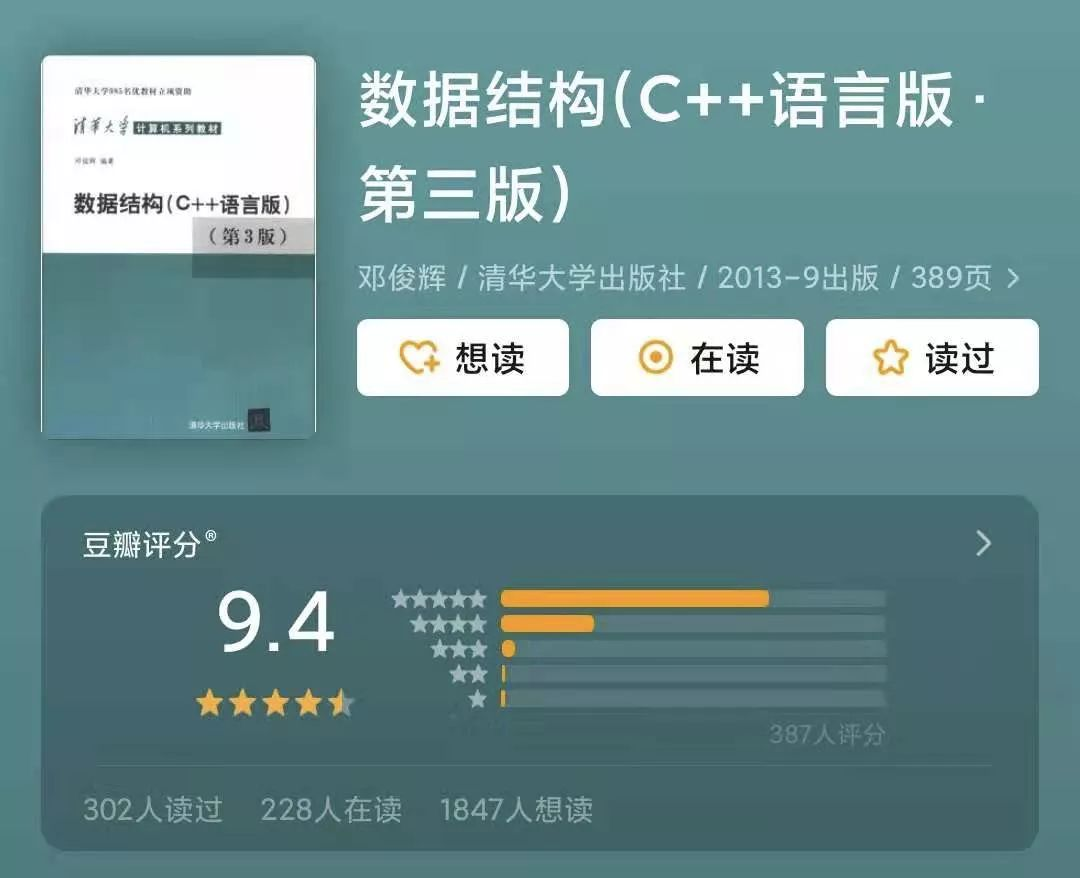 清华大学985名优教材立项资助
清华大学 计算机系列教材
邓俊辉 编著
数据结构(C++语言版)
(第3版)
清华大学出版社
数据结构(C++语言版·
第三版)
邓俊辉 / 清华大学出版社 / 2013-9出版 / 389页
想读
在读
读过
豆瓣评分®
9.4
387人评分
302人读过 228人在读 1847人想读